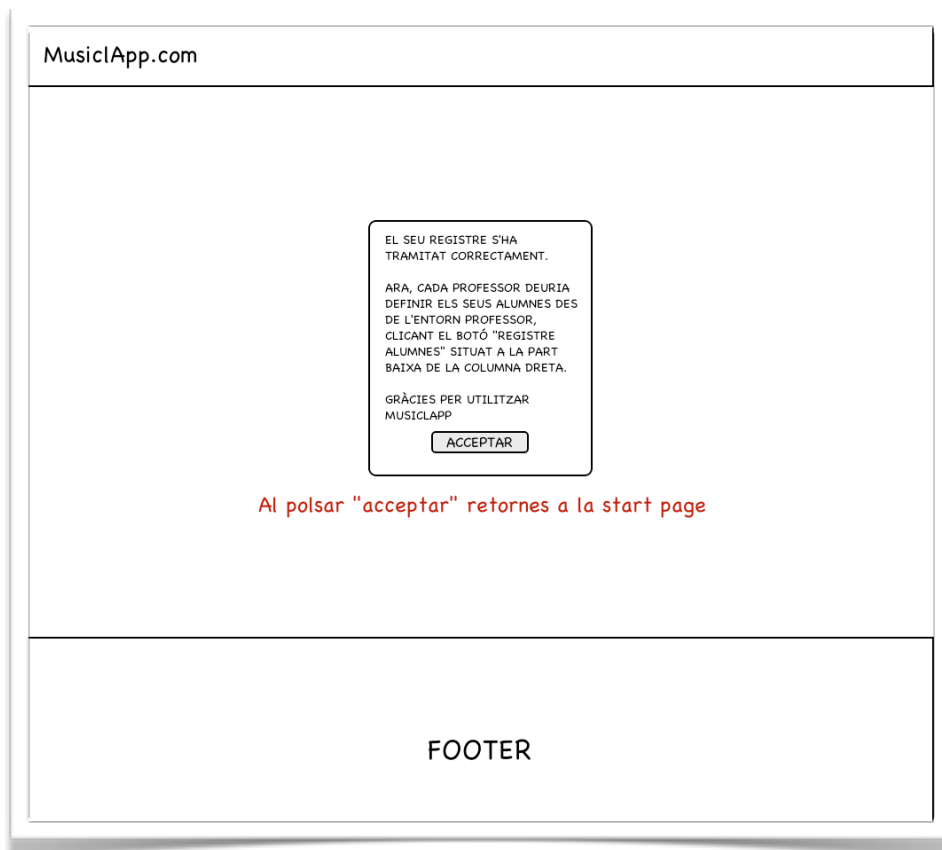 MusiclApp.com
EL SEU REGISTRE S'HA
TRAMITAT CORRECTAMENT.
ARA, CADA PROFESSOR DEURIA
DEFINIR ELS SEUS ALUMNES DES
DE L'ENTORN PROFESSOR,
CLICANT EL BOTÓ "REGISTRE
ALUMNES" SITUAT A LA PART
BAIXA DE LA COLUMNA DRETA.
GRÀCIES PER UTILITZAR
MUSICLAPP
ACCEPTAR
Al polsar "acceptar" retornes a la start page
FOOTER